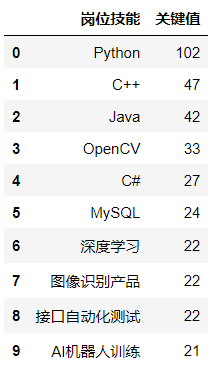 岗位技能 关键值
0 Python 102
1 C++ 47
2 Java 42
3 OpenCV 33
4 C# 27
5 MySQL 24
6 深度学习 22
7 图像识别产品 22
8 接口自动化测试 22
9 AI机器人训练 21